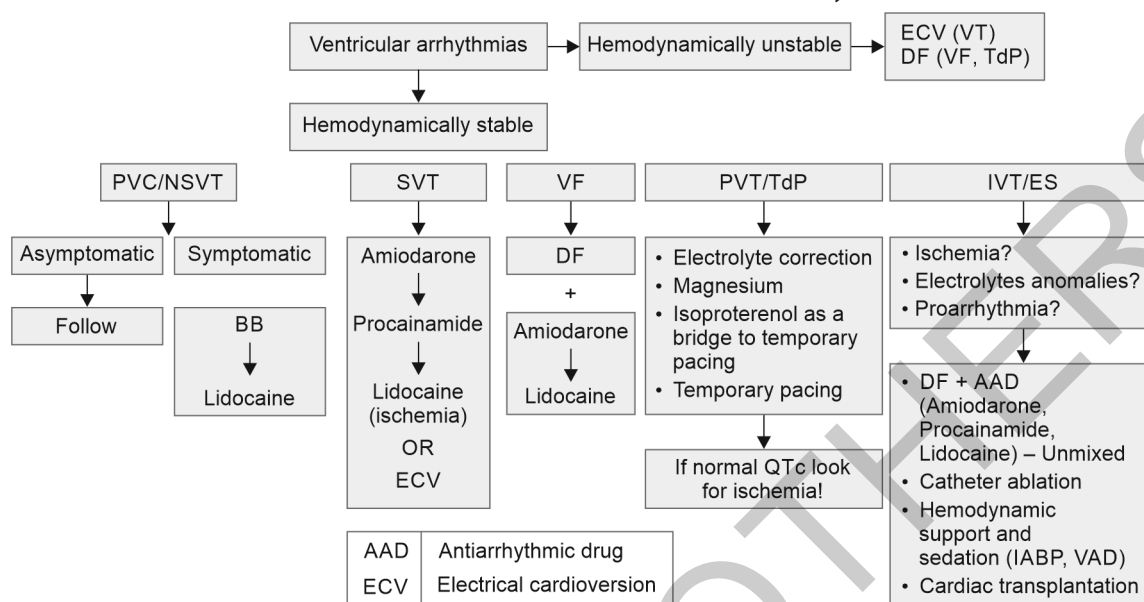 Ventricular arrhythmias
Hemodynamically unstable
ECV (VT)
DF (VF, TdP)
Hemodynamically stable
PVC/NSVT
Asymptomatic
Follow
Symptomatic
BB
Lidocaine
SVT
Amiodarone
Procainamide
Lidocaine
(ischemia)
OR
ECV
VF
DF
+
Amiodarone
Lidocaine
PVT/TdP
• Electrolyte correction
• Magnesium
• Isoproterenol as a
bridge to temporary
pacing
• Temporary pacing
If normal QTc look
for ischemia!
IVT/ES
• Ischemia?
• Electrolytes anomalies?
• Proarrhythmia?
• DF + AAD
(Amiodarone,
Procainamide,
Lidocaine) – Unmixed
• Catheter ablation
• Hemodynamic
support and
sedation (IABP, VAD)
• Cardiac transplantation
AAD Antiarrhythmic drug
ECV Electrical cardioversion
OTHERS